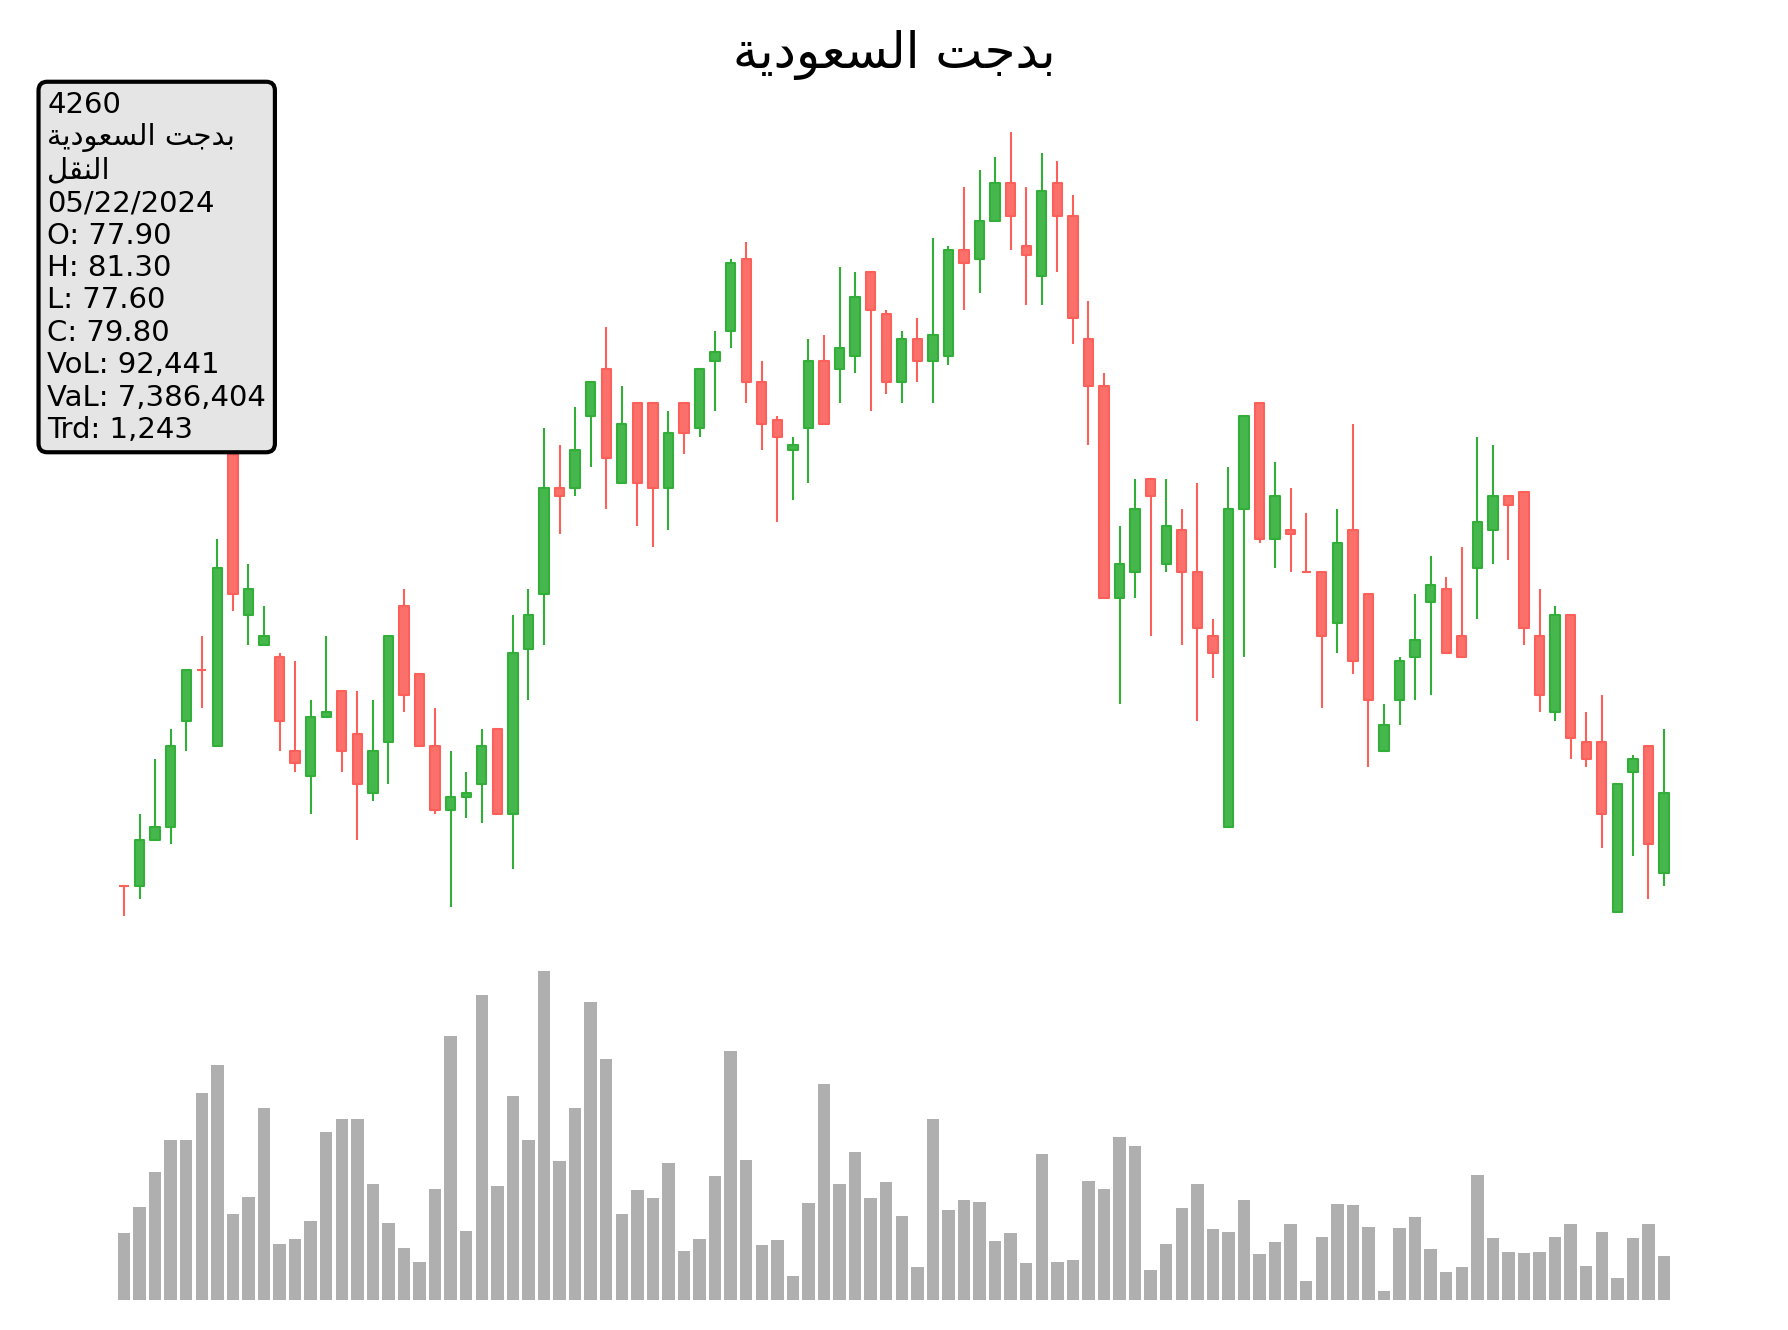 بدجت السعودية
4260
بدجت السعودية
النقل
05/22/2024
O: 77.90
H: 81.30
L: 77.60
C: 79.80
VoL: 92,441
VaL: 7,386,404
Trd: 1,243